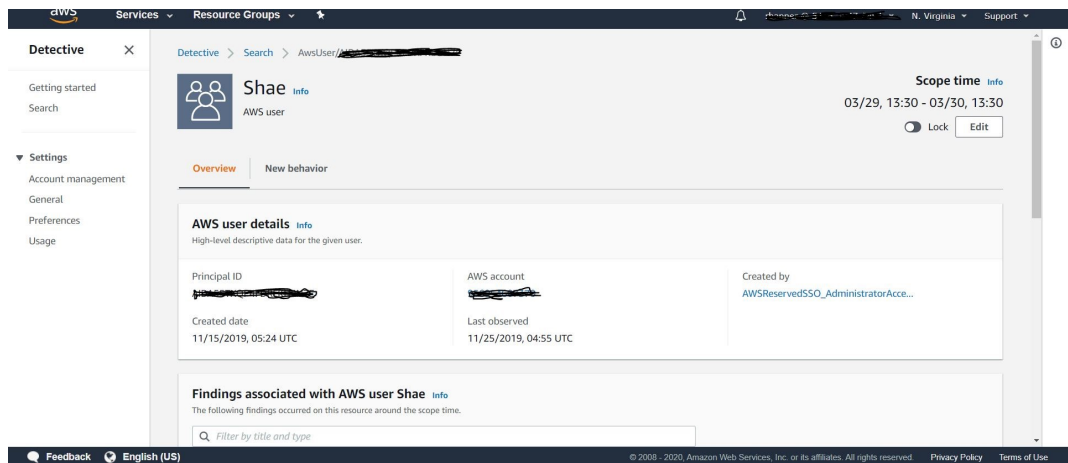 aws Services Resource Groups N. Virginia Support
Detective
Detective > Search > AwsUser/
Getting started
Search
Settings
Account management
General
Preferences
Usage
Shae Info
AWS user
Scope time Info
03/29, 13:30 - 03/30, 13:30
Lock Edit
Overview New behavior
AWS user details Info
High-level descriptive data for the given user.
Principal ID
AWS account
Created by
AWSReservedSSO_AdministratorAcce...
Created date
11/15/2019, 05:24 UTC
Last observed
11/25/2019, 04:55 UTC
Findings associated with AWS user Shae Info
The following findings occurred on this resource around the scope time.
Filter by title and type
Feedback English (US) © 2008 - 2020, Amazon Web Services, Inc. or its affiliates. All rights reserved. Privacy Policy Terms of Use